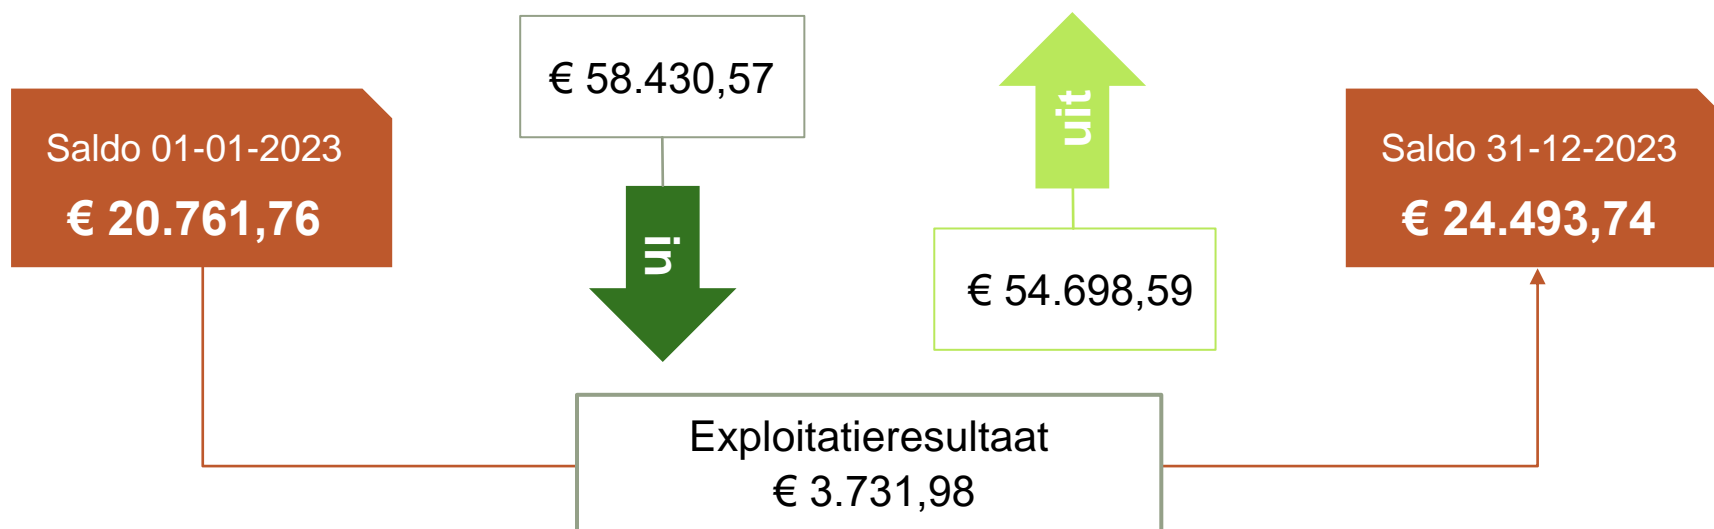 Saldo 01-01-2023
€ 20.761,76
€ 58.430,57
in
uit
€ 54.698,59
Saldo 31-12-2023
€ 24.493,74
Exploitatieresultaat
€ 3.731,98